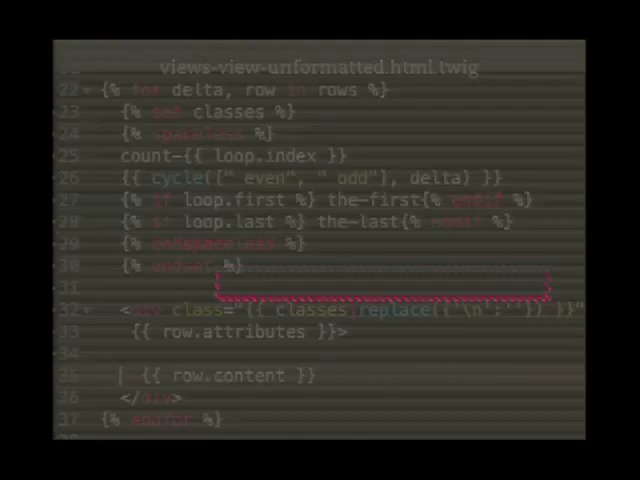 views-view-unformatted.html.twig
22 {% for delta, row in rows %}
23 {% set classes %}
24 {% spaceless %}
25 count-{{ loop.index }}
26 {{ cycle([" even", " odd"], delta) }}
27 {% if loop.first %} the-first{% endif %}
28 {% if loop.last %} the-last{% endif %}
29 {% endspaceless %}
30 {% endset %}
31
32 <div class="{{ classes|replace({'\n':''}) }}"
33 {{ row.attributes }}>
34
35 {{ row.content }}
36 </div>
37 {% endfor %}